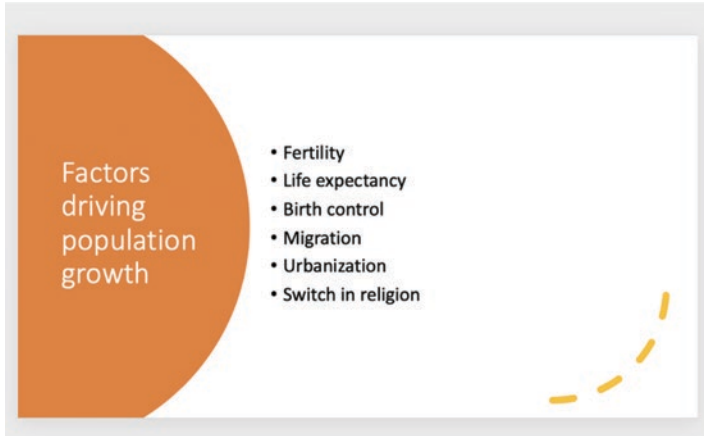 Factors
driving
population
growth
• Fertility
• Life expectancy
• Birth control
• Migration
• Urbanization
• Switch in religion